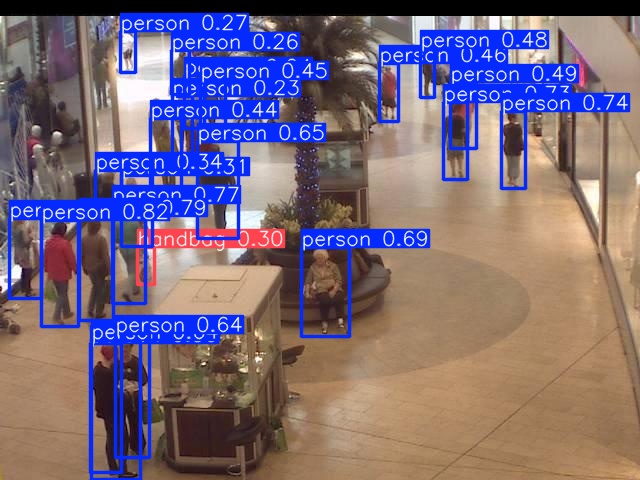 person 0.27
person 0.26
person 0.48
person 0.46
person 0.45
person 0.49
person 0.23
person 0.73
person 0.74
person 0.44
person 0.65
person 0.34
0.31
person 0.77
person 0.82
.79
handbag 0.30
person 0.69
person 0.64